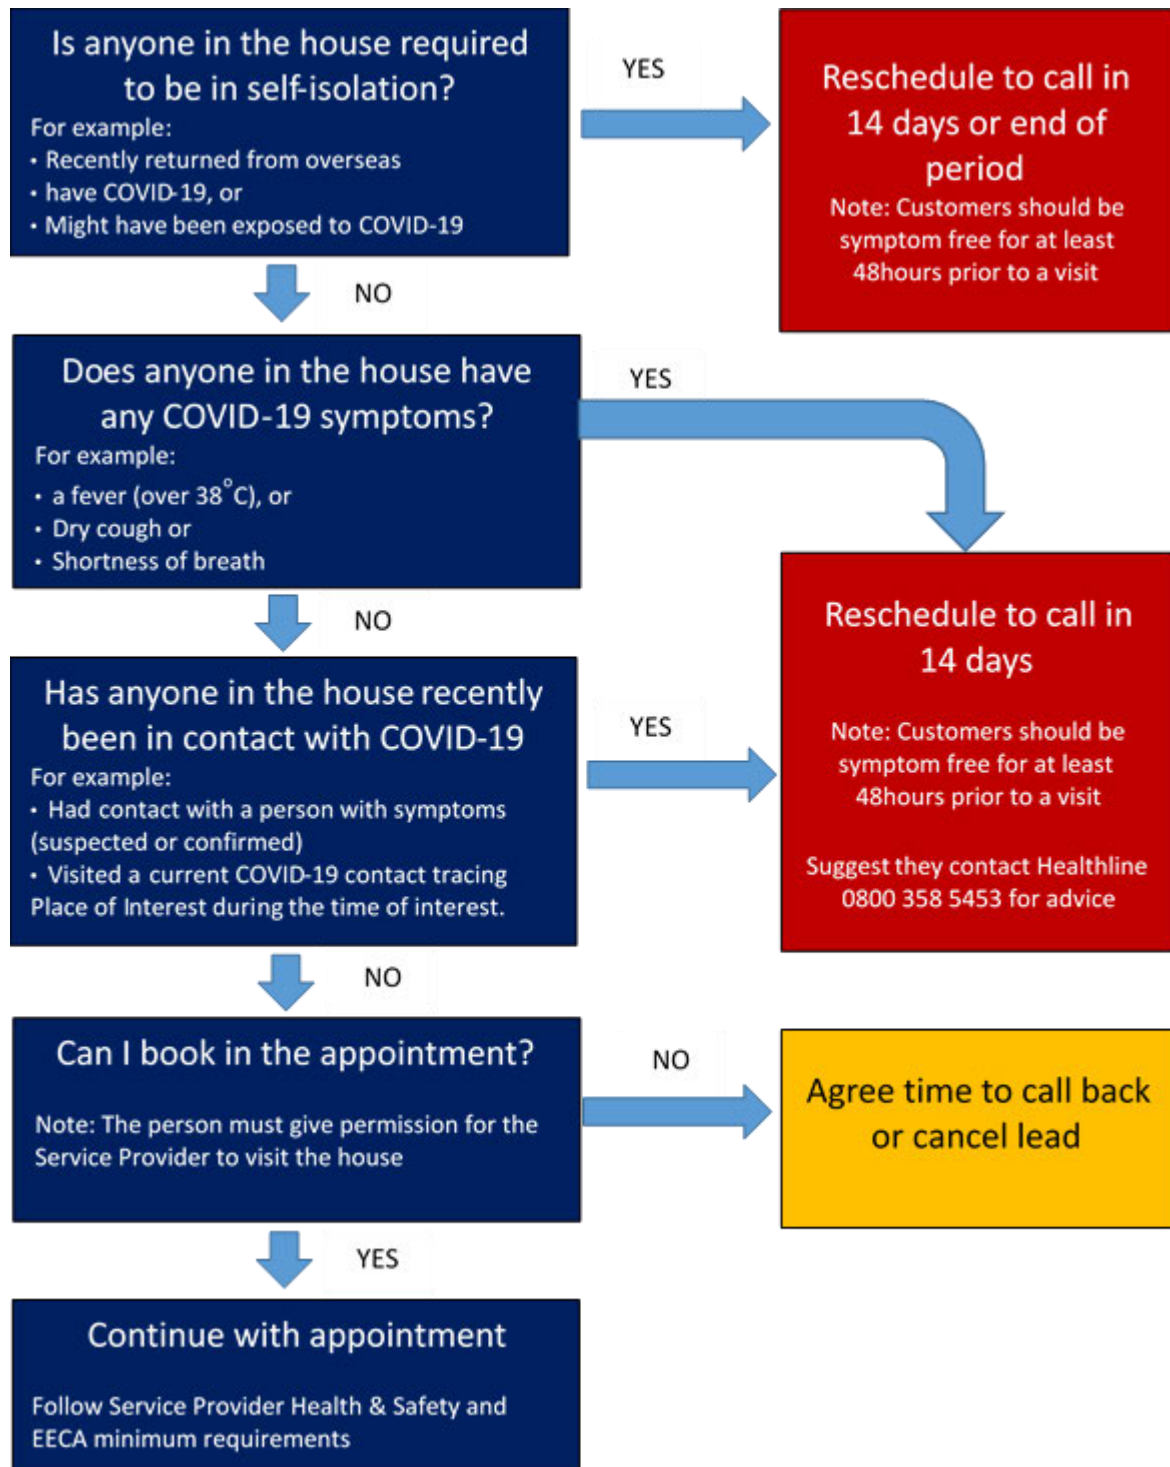 Is anyone in the house required
to be in self-isolation?
For example:
• Recently returned from overseas
• have COVID-19, or
• Might have been exposed to COVID-19
YES
Reschedule to call in
14 days or end of
period
Note: Customers should be
symptom free for at least
48hours prior to a visit
NO
Does anyone in the house have
any COVID-19 symptoms?
For example:
• a fever (over 38°C), or
• Dry cough or
• Shortness of breath
YES
NO
Has anyone in the house recently
been in contact with COVID-19
For example:
• Had contact with a person with symptoms
(suspected or confirmed)
• Visited a current COVID-19 contact tracing
Place of Interest during the time of interest.
YES
Reschedule to call in
14 days
Note: Customers should be
symptom free for at least
48hours prior to a visit
Suggest they contact Healthline
0800 358 5453 for advice
NO
Can I book in the appointment?
Note: The person must give permission for the
Service Provider to visit the house
NO
Agree time to call back
or cancel lead
YES
Continue with appointment
Follow Service Provider Health & Safety and
EECA minimum requirements